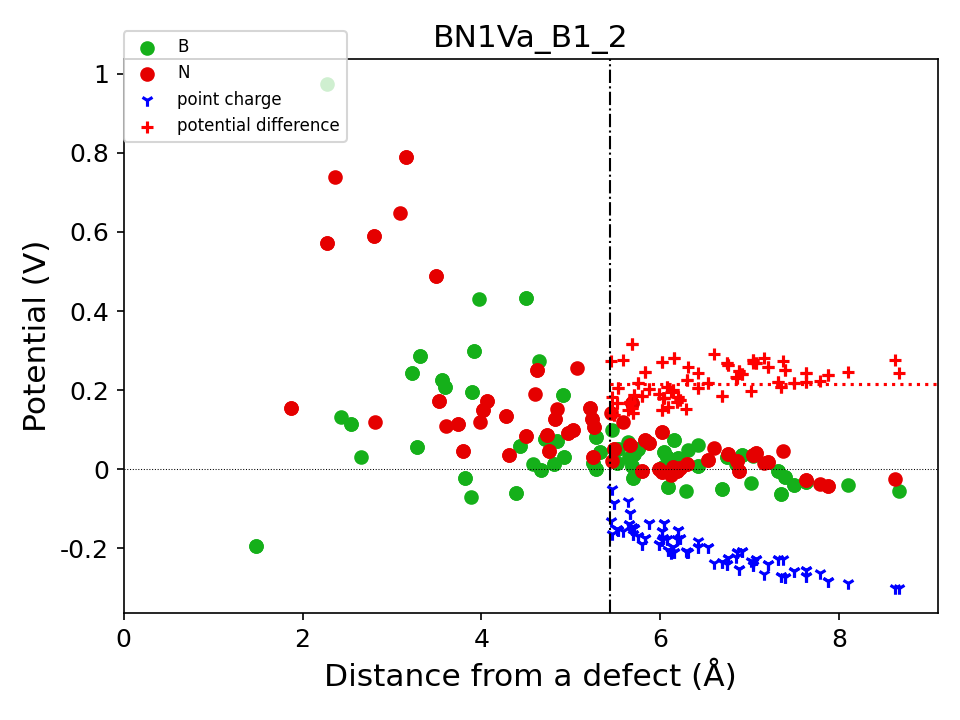 BN1Va_B1_2
B
N
point charge
potential difference
Potential (V)
1
0.8
0.6
0.4
0.2
0
-0.2
0 2 4 6 8
Distance from a defect (Å)